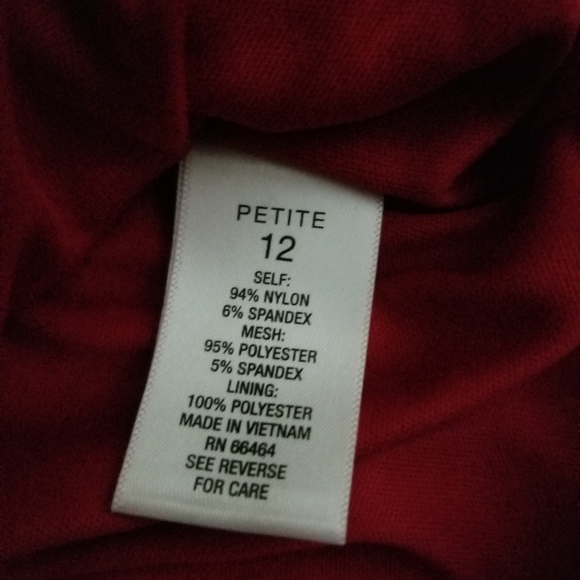 PETITE
12
SELF:
94% NYLON
6% SPANDEX
MESH:
95% POLYESTER
5% SPANDEX
LINING:
100% POLYESTER
MADE IN VIETNAM
RN 66464
SEE REVERSE
FOR CARE